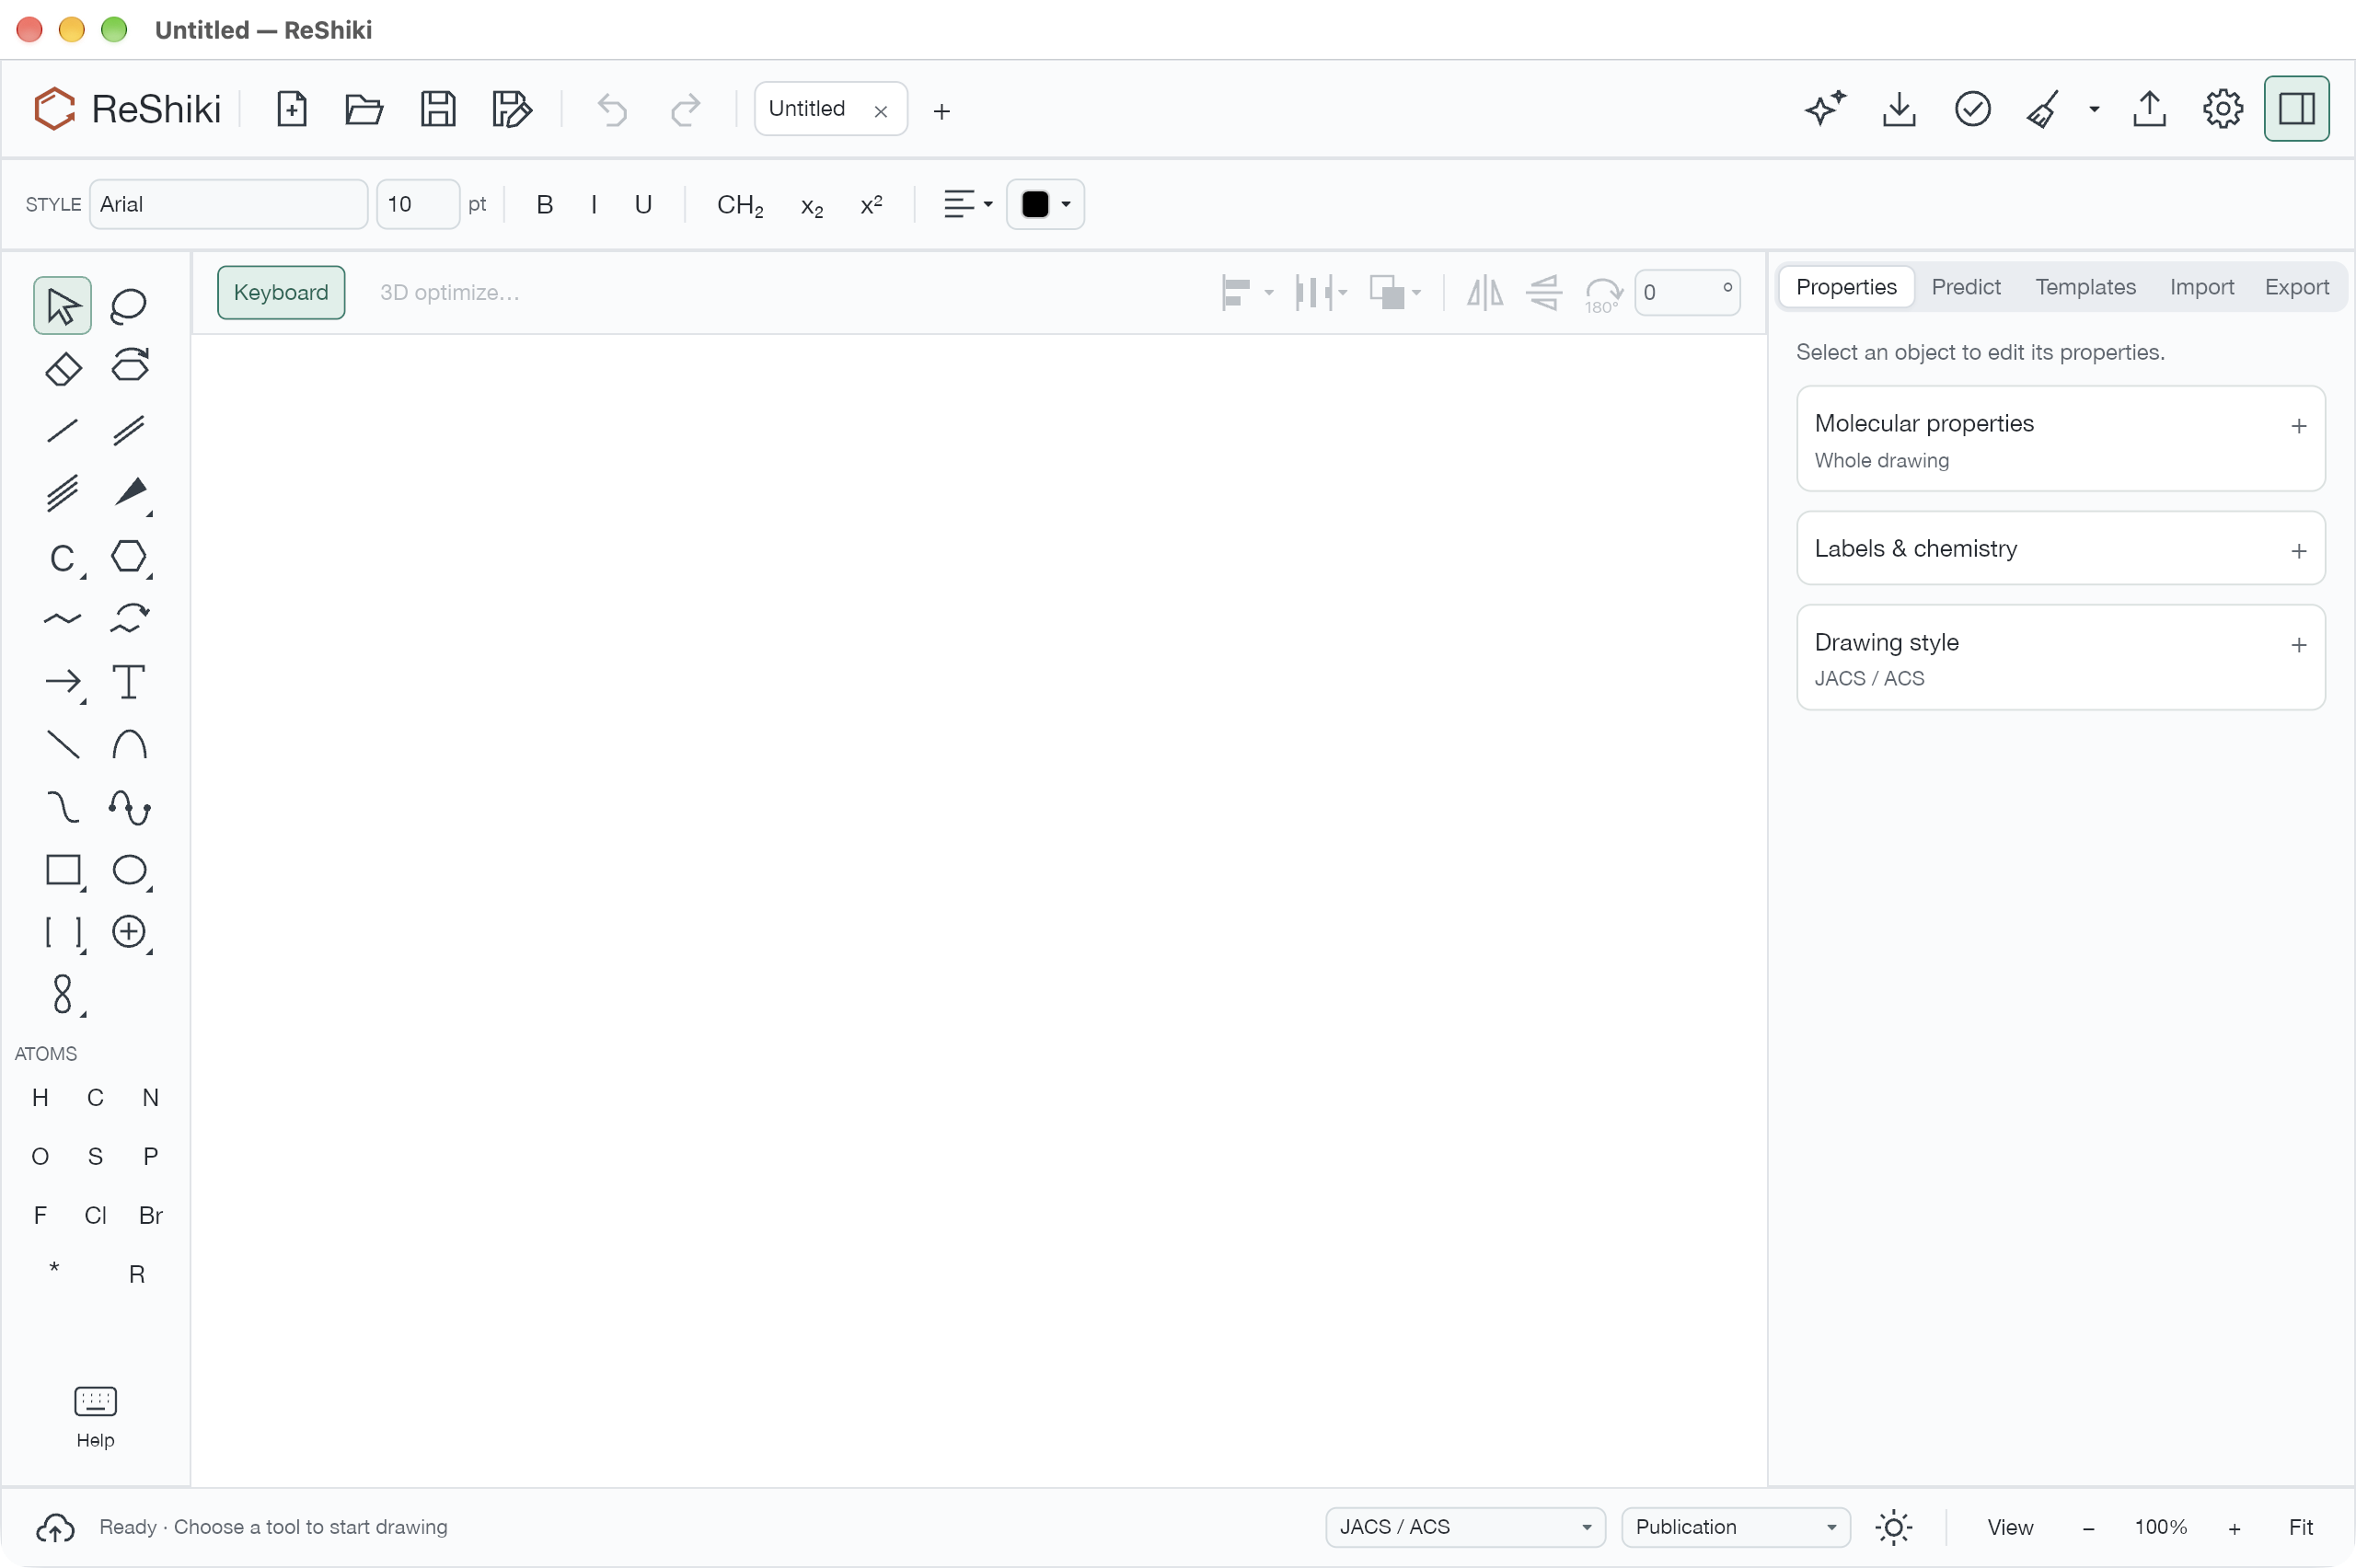 Untitled — ReShiki
ReShiki
Untitled × +
STYLE Arial 10 pt B I U CH₂ x₂ x²
Keyboard 3D optimize... 180° 0 °
Properties Predict Templates Import Export
Select an object to edit its properties.
Molecular properties +
Whole drawing
Labels & chemistry +
Drawing style +
JACS / ACS
C
T
[ ]
ATOMS
H C N
O S P
F Cl Br
* R
Help
Ready · Choose a tool to start drawing
JACS / ACS Publication View − 100% + Fit